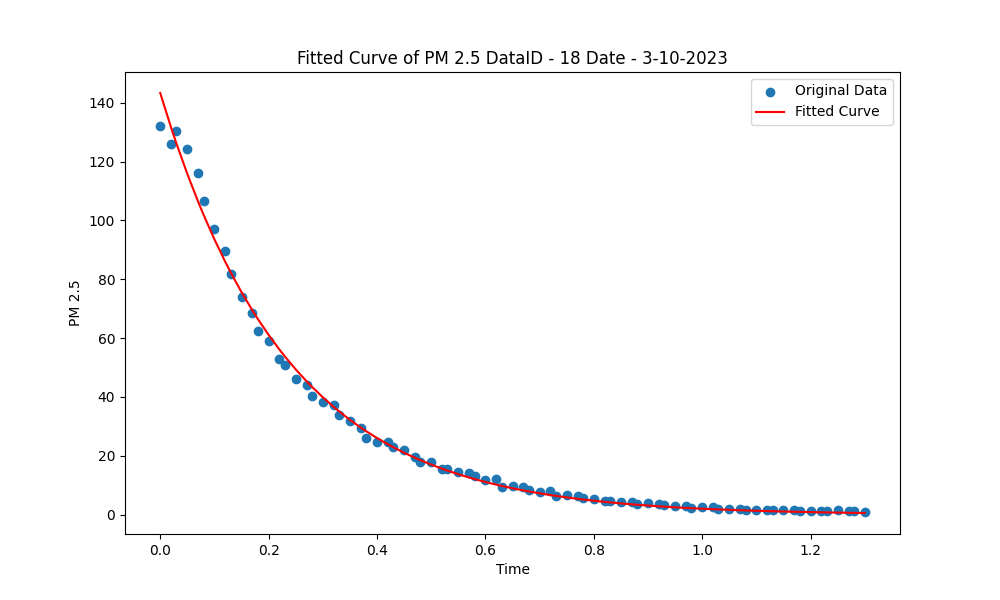 Fitted Curve of PM 2.5 DataID - 18 Date - 3-10-2023
Original Data
Fitted Curve
140
120
100
80
60
40
20
0
PM 2.5
0.0 0.2 0.4 0.6 0.8 1.0 1.2
Time